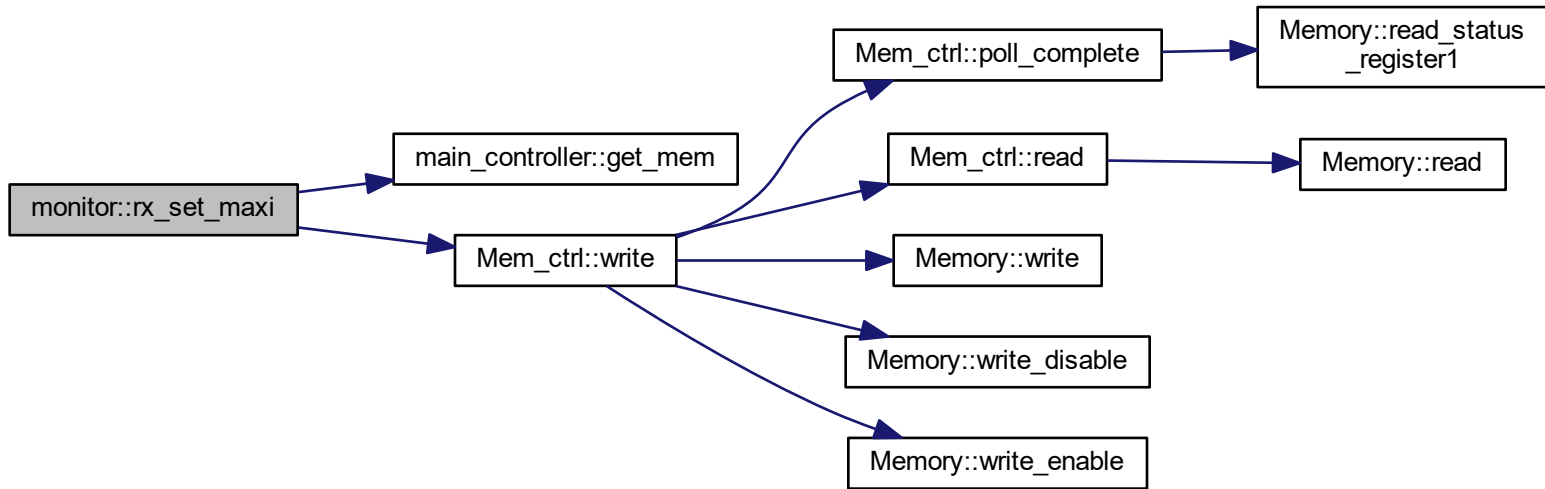 monitor::rx_set_maxi
main_controller::get_mem
Mem_ctrl::write
Mem_ctrl::poll_complete
Memory::read_status
_register1
Mem_ctrl::read
Memory::read
Memory::write
Memory::write_disable
Memory::write_enable